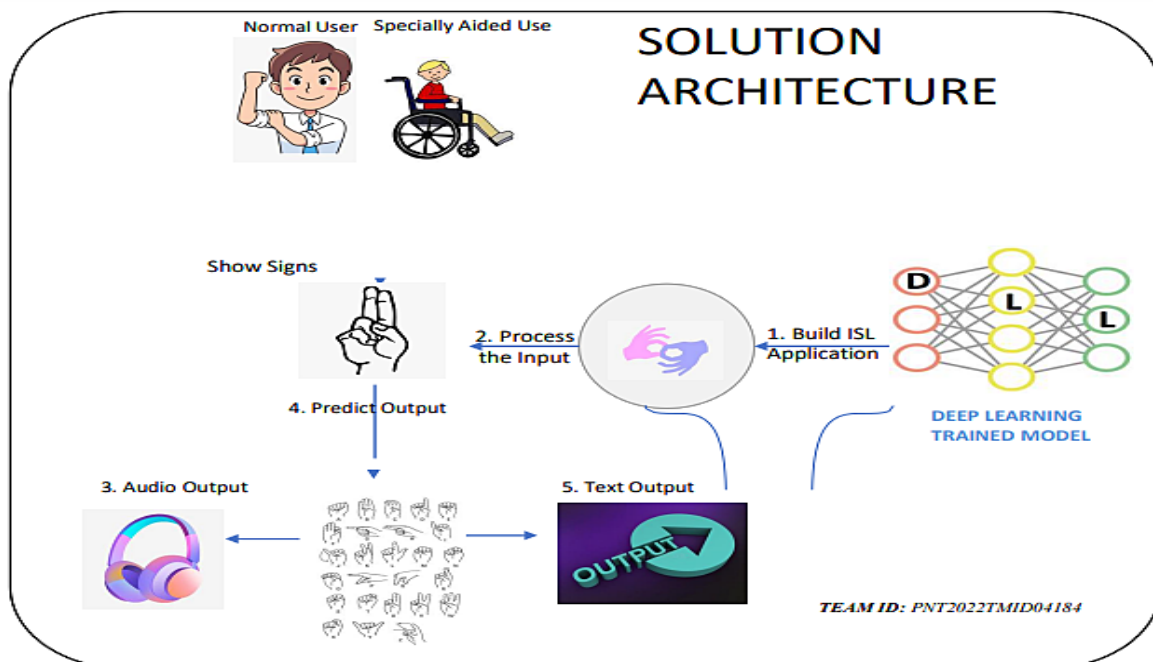 Normal User
Specially Aided Use
SOLUTION
ARCHITECTURE
Show Signs
2. Process
the Input
1. Build ISL
Application
D
L
L
4. Predict Output
DEEP LEARNING
TRAINED MODEL
3. Audio Output
5. Text Output
OUTPUT
TEAM ID: PNT2022TMID04184